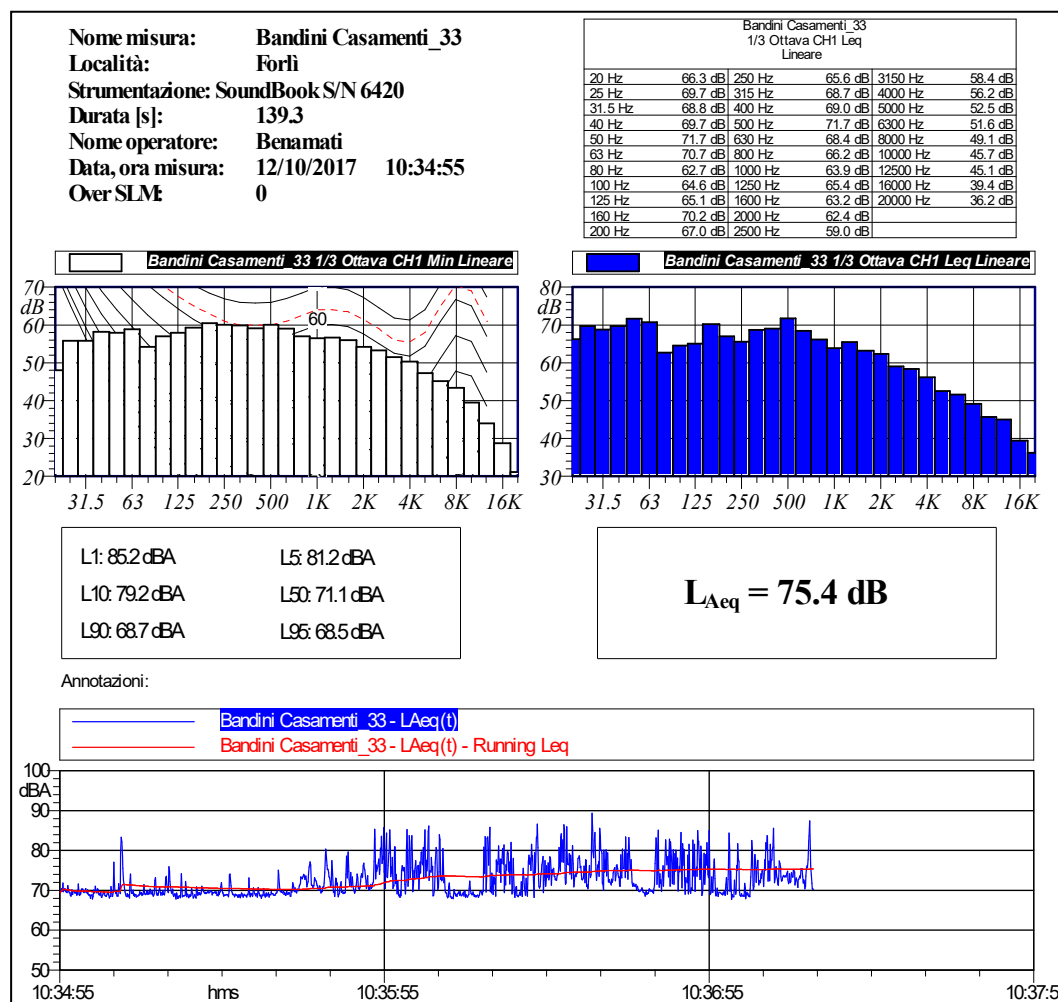 Nome misura: Bandini Casamenti_33
Località: Forlì
Strumentazione: SoundBook S/N 6420
Durata [s]: 139.3
Nome operatore: Benamati
Data, ora misura: 12/10/2017 10:34:55
Over SLM: 0
Bandini Casamenti_33
1/3 Ottava CH1 Leq
Lineare
20 Hz 66.3 dB 250 Hz 65.6 dB 3150 Hz 58.4 dB
25 Hz 69.7 dB 315 Hz 68.7 dB 4000 Hz 56.2 dB
31.5 Hz 68.8 dB 400 Hz 69.0 dB 5000 Hz 52.5 dB
40 Hz 69.7 dB 500 Hz 71.7 dB 6300 Hz 51.6 dB
50 Hz 71.7 dB 630 Hz 68.4 dB 8000 Hz 49.1 dB
63 Hz 70.7 dB 800 Hz 66.2 dB 10000 Hz 45.7 dB
80 Hz 62.7 dB 1000 Hz 63.9 dB 12500 Hz 45.1 dB
100 Hz 64.6 dB 1250 Hz 65.4 dB 16000 Hz 39.4 dB
125 Hz 65.1 dB 1600 Hz 63.2 dB 20000 Hz 36.2 dB
160 Hz 70.2 dB 2000 Hz 62.4 dB
200 Hz 67.0 dB 2500 Hz 59.0 dB
Bandini Casamenti_33 1/3 Ottava CH1 Min Lineare
70
dB
60
50
40
30
20
60
31.5 63 125 250 500 1K 2K 4K 8K 16K
Bandini Casamenti_33 1/3 Ottava CH1 Leq Lineare
80
dB
70
60
50
40
30
31.5 63 125 250 500 1K 2K 4K 8K 16K
L1: 85.2 dBA L5: 81.2 dBA
L10: 79.2 dBA L50: 71.1 dBA
L90: 68.7 dBA L95: 68.5 dBA
LAeq = 75.4 dB
Annotazioni:
Bandini Casamenti_33 - LAeq(t)
Bandini Casamenti_33 - LAeq(t) - Running Leq
100
dBA
90
80
70
60
50
10:34:55 hms 10:35:55 10:36:55 10:37:5